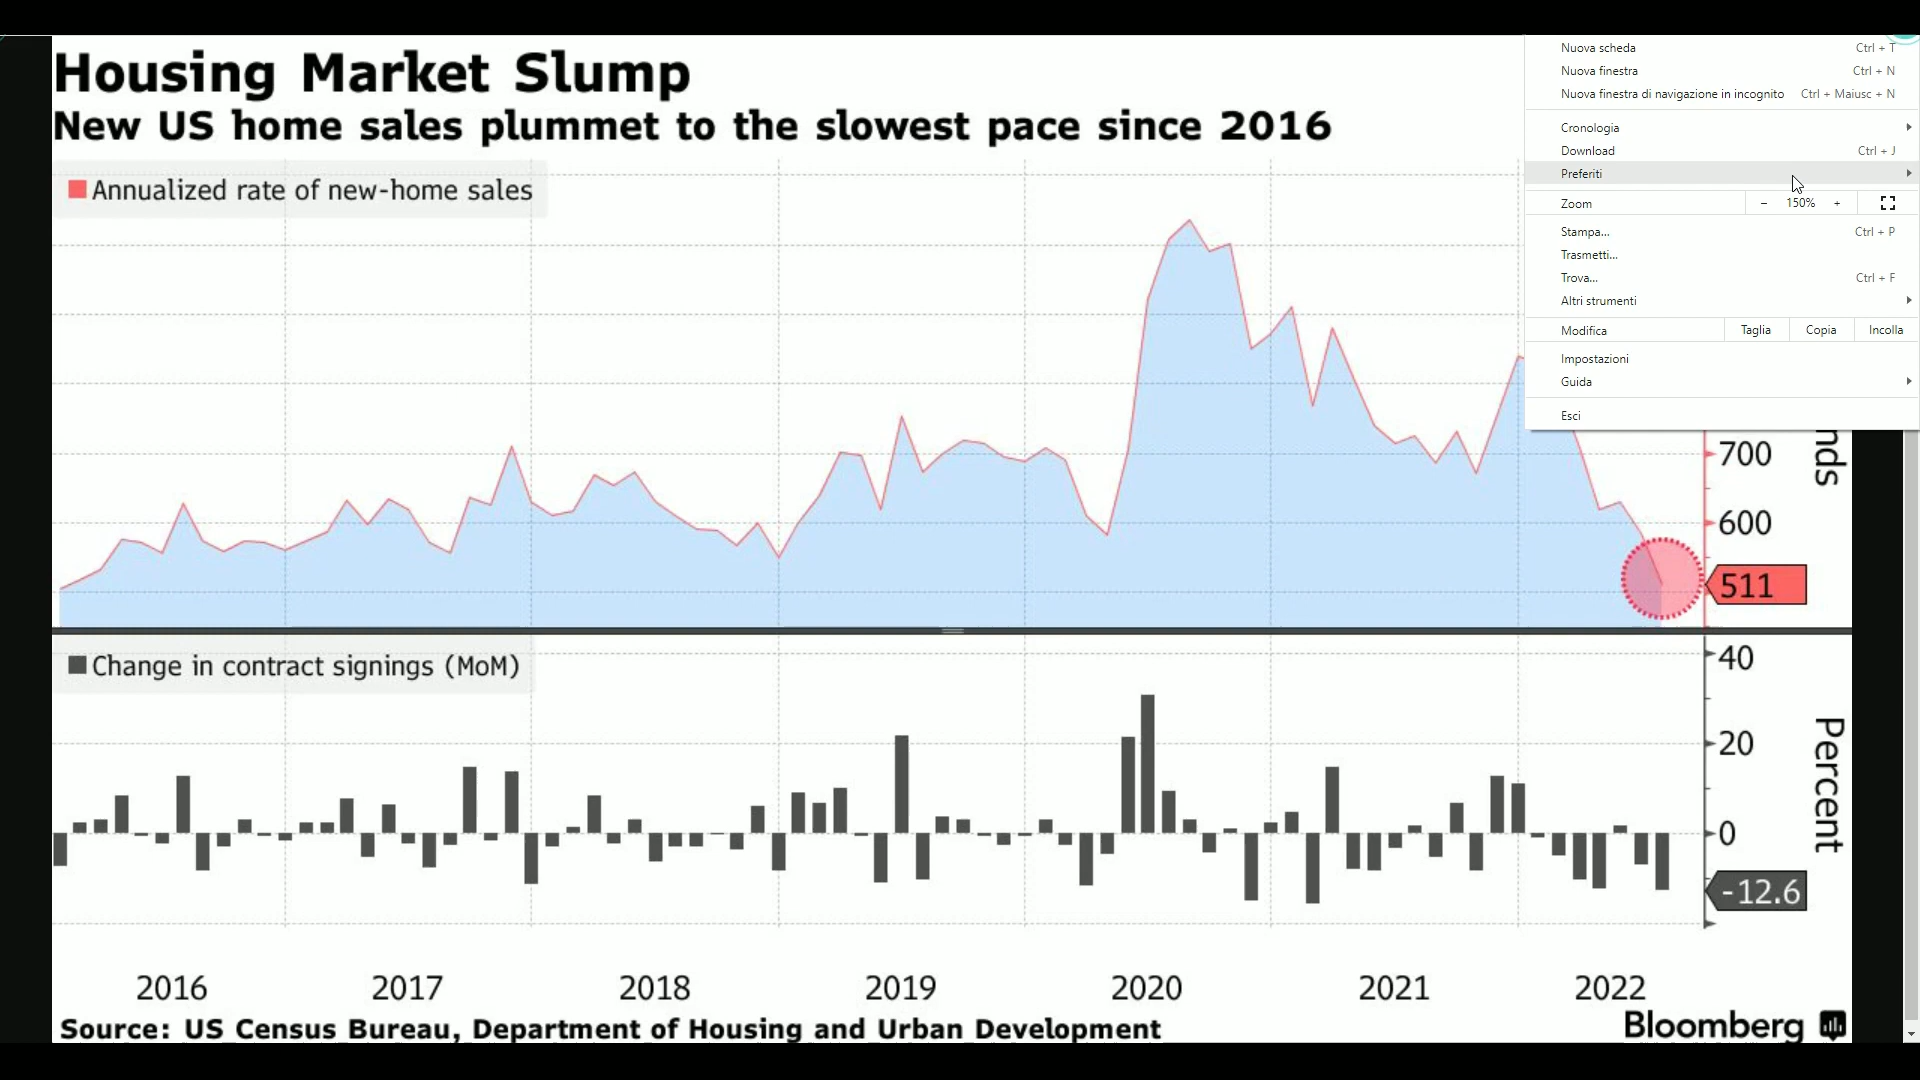 Housing Market Slump
New US home sales plummet to the slowest pace since 2016
Annualized rate of new-home sales
Nuova scheda Ctrl + T
Nuova finestra Ctrl + N
Nuova finestra di navigazione in incognito Ctrl + Maiusc + N
Cronologia
Download Ctrl + J
Preferiti
Zoom - 150% +
Stampa... Ctrl + P
Trasmetti...
Trova... Ctrl + F
Altri strumenti
Modifica Taglia Copia Incolla
Impostazioni
Guida
Esci
700
600
511
Change in contract signings (MoM)
40
20
0
-12.6
Percent
2016 2017 2018 2019 2020 2021 2022
Source: US Census Bureau, Department of Housing and Urban Development
Bloomberg